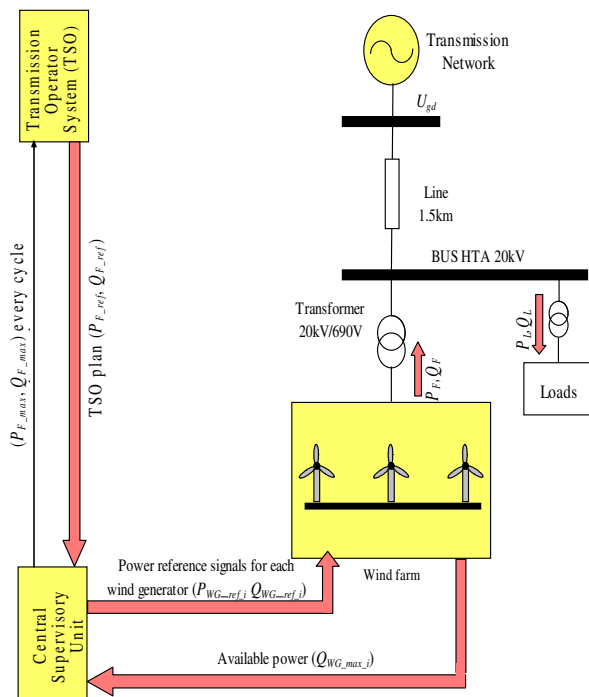 Transmission
Operator
System (TSO)
Transmission
Network
U_gd
Line
1.5km
BUS HTA 20kV
Transformer
20kV/690V
P_L, Q_L
Loads
P_F, Q_F
(P_F_max, Q_F_max) every cycle
TSO plan (P_F_ref, Q_F_ref)
Wind farm
Power reference signals for each
wind generator (P_WG_ref_i Q_WG_ref_i)
Available power (Q_WG_max_i)
Central
Supervisory
Unit